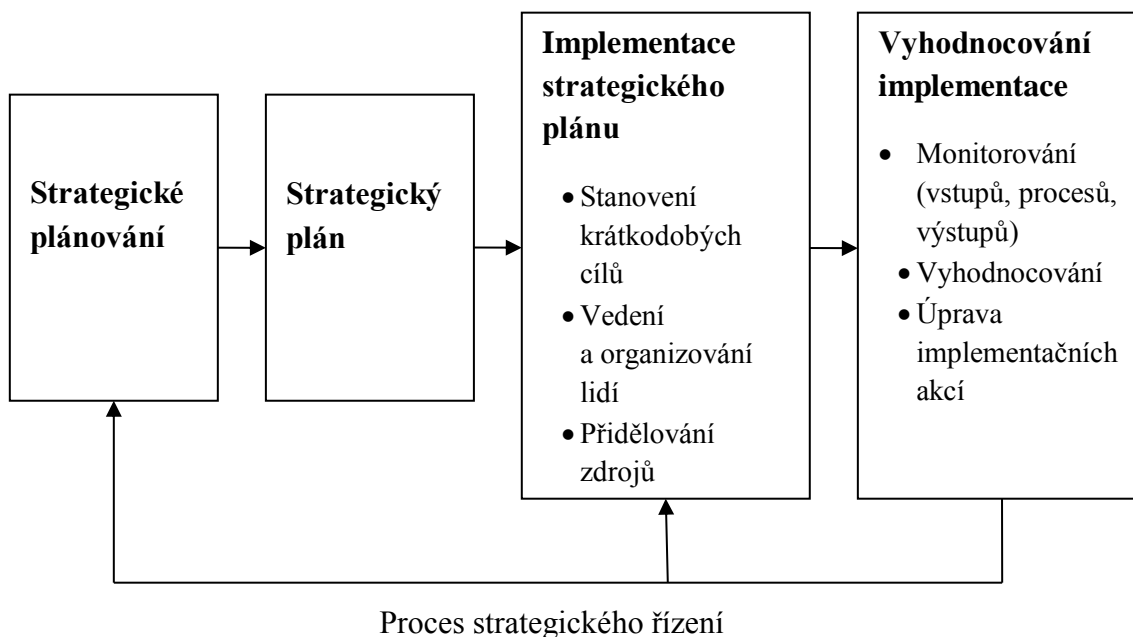 Strategické
plánování
Strategický
plán
Implementace
strategického
plánu
• Stanovení
krátkodobých
cílů
• Vedení
a organizování
lidí
• Přidělování
zdrojů
Vyhodnocování
implementace
• Monitorování
(vstupů, procesů,
výstupů)
• Vyhodnocování
• Úprava
implementačních
akcí
Proces strategického řízení